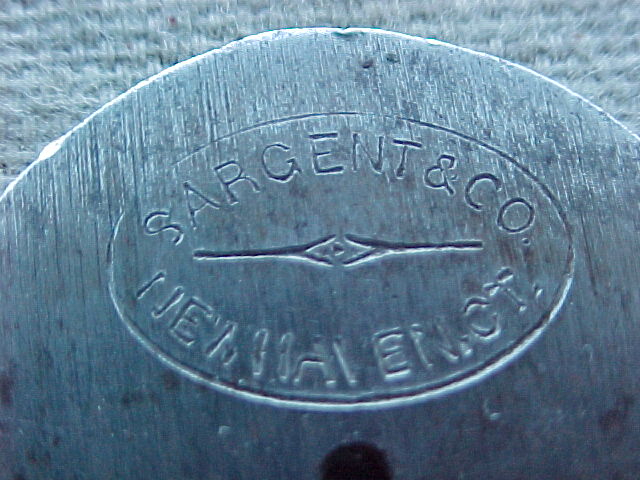 SARGENT & CO.
NEW HAVEN, CT.